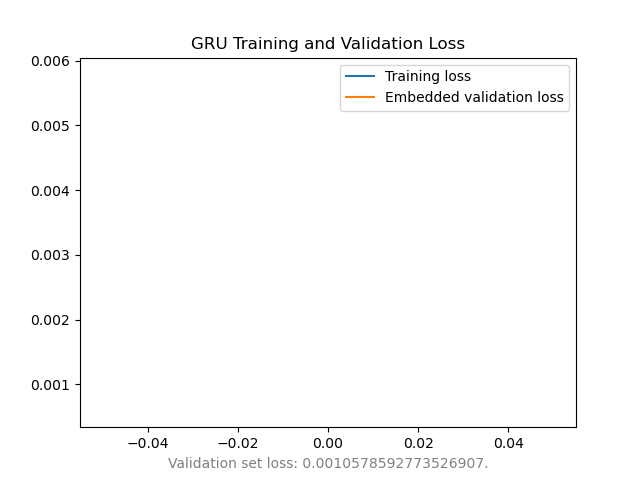 GRU Training and Validation Loss
Training loss
Embedded validation loss
0.006
0.005
0.004
0.003
0.002
0.001
−0.04 −0.02 0.00 0.02 0.04
Validation set loss: 0.0010578592773526907.